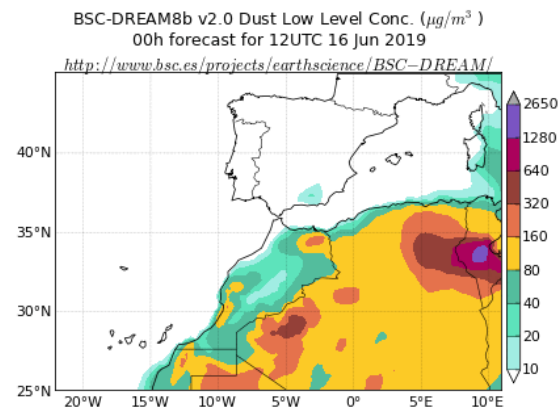 BSC-DREAM8b v2.0 Dust Low Level Conc. (μg/m³ )
00h forecast for 12UTC 16 Jun 2019
http://www.bsc.es/projects/earthscience/BSC−DREAM/
2650
1280
640
320
160
80
40
20
10
40°N
35°N
30°N
25°N
20°W 15°W 10°W 5°W 0°E 5°E 10°E